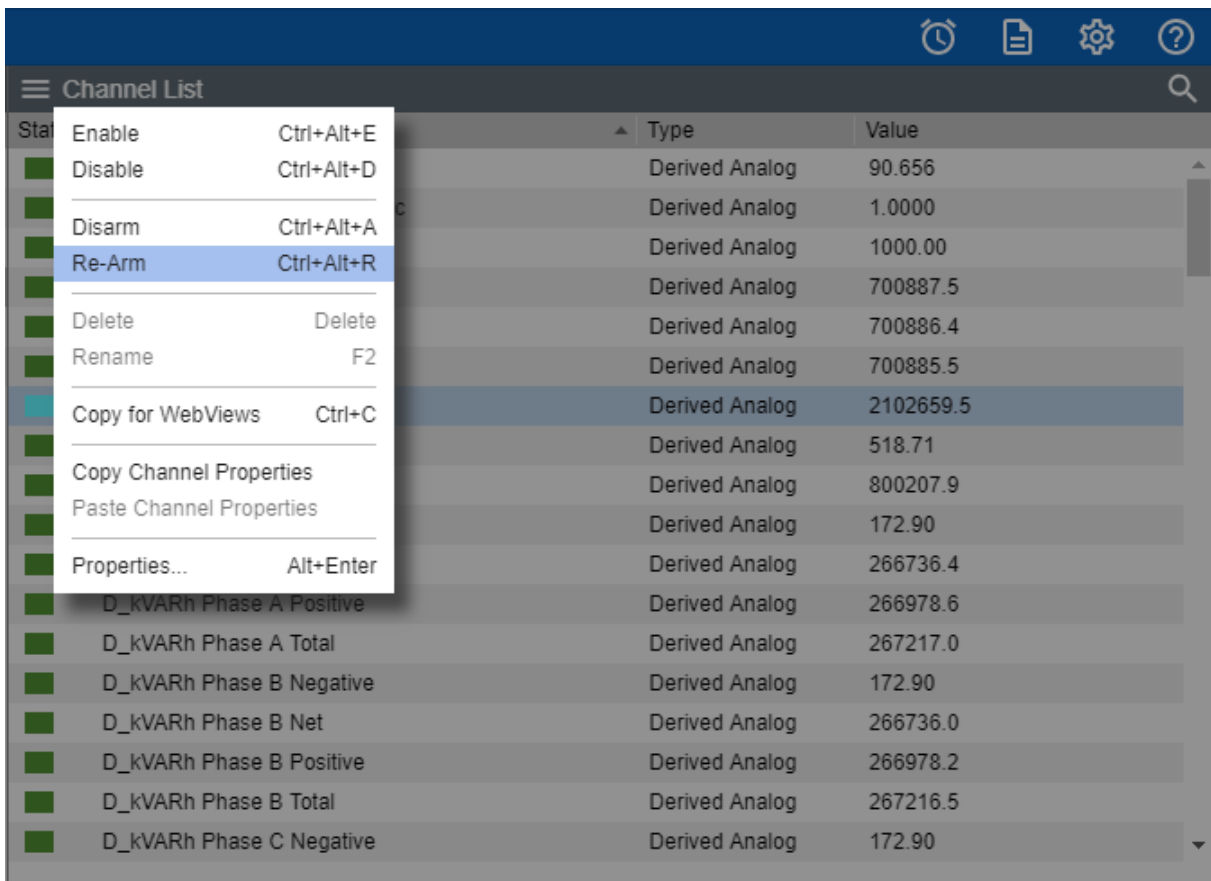 Channel List
Stat Type Value
Enable Ctrl+Alt+E
Disable Ctrl+Alt+D
Disarm Ctrl+Alt+A
Re-Arm Ctrl+Alt+R
Delete Delete
Rename F2
Copy for WebViews Ctrl+C
Copy Channel Properties
Paste Channel Properties
Properties... Alt+Enter
Derived Analog 90.656
c Derived Analog 1.0000
Derived Analog 1000.00
Derived Analog 700887.5
Derived Analog 700886.4
Derived Analog 700885.5
Derived Analog 2102659.5
Derived Analog 518.71
Derived Analog 800207.9
Derived Analog 172.90
Derived Analog 266736.4
D_kVARh Phase A Positive Derived Analog 266978.6
D_kVARh Phase A Total Derived Analog 267217.0
D_kVARh Phase B Negative Derived Analog 172.90
D_kVARh Phase B Net Derived Analog 266736.0
D_kVARh Phase B Positive Derived Analog 266978.2
D_kVARh Phase B Total Derived Analog 267216.5
D_kVARh Phase C Negative Derived Analog 172.90